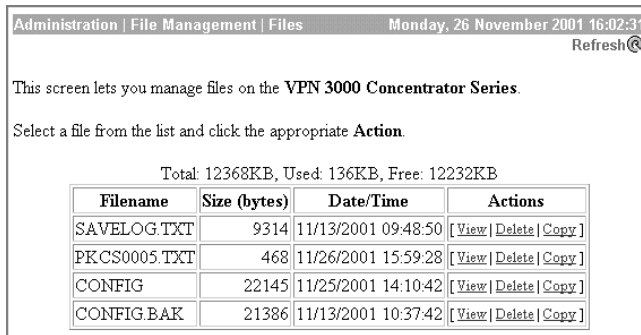 Administration | File Management | Files Monday, 26 November 2001 16:02:31
Refresh
This screen lets you manage files on the VPN 3000 Concentrator Series.
Select a file from the list and click the appropriate Action.
Total: 12368KB, Used: 136KB, Free: 12232KB
Filename Size (bytes) Date/Time Actions
SAVELOG.TXT 9314 11/13/2001 09:48:50 [ View | Delete | Copy ]
PKCS0005.TXT 468 11/26/2001 15:59:28 [ View | Delete | Copy ]
CONFIG 22145 11/25/2001 14:10:42 [ View | Delete | Copy ]
CONFIG.BAK 21386 11/13/2001 10:37:42 [ View | Delete | Copy ]